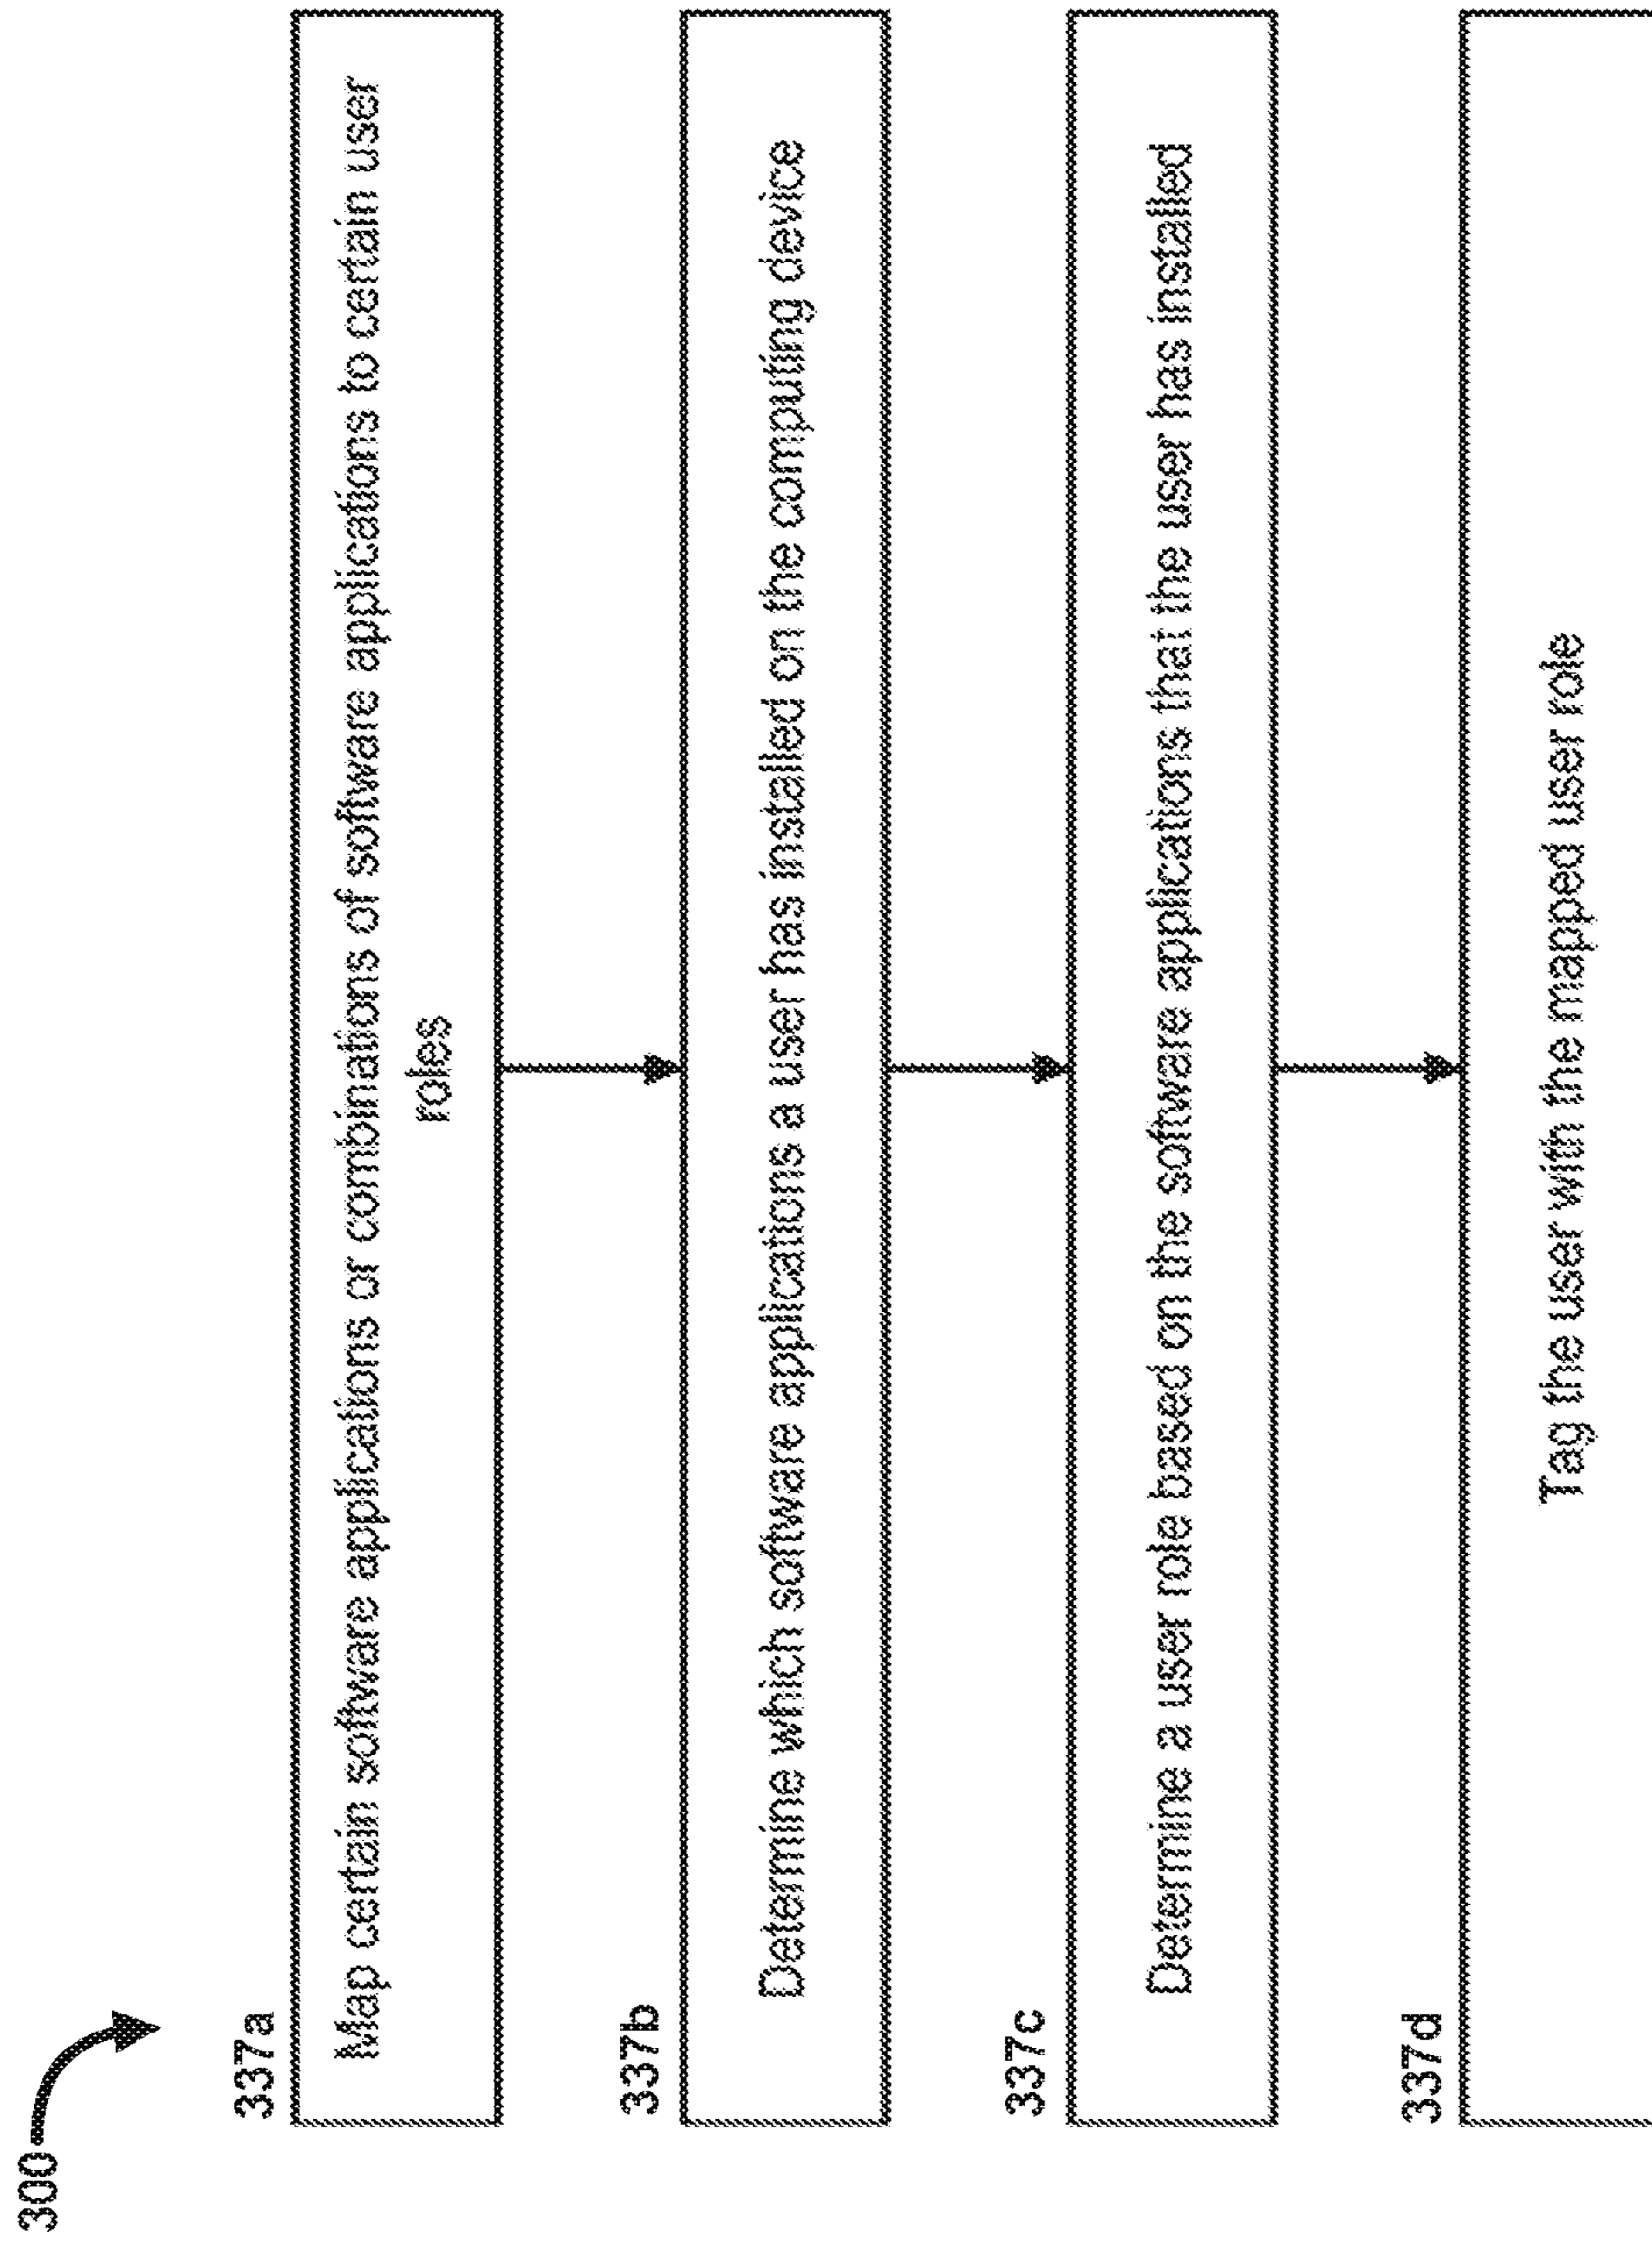 300
337a
Map certain software applications or combinations of software applications to certain user
roles
337b
Determine which software applications a user has installed on the computing device
337c
Determine a user role based on the software applications that the user has installed
337d
Tag the user with the mapped user role